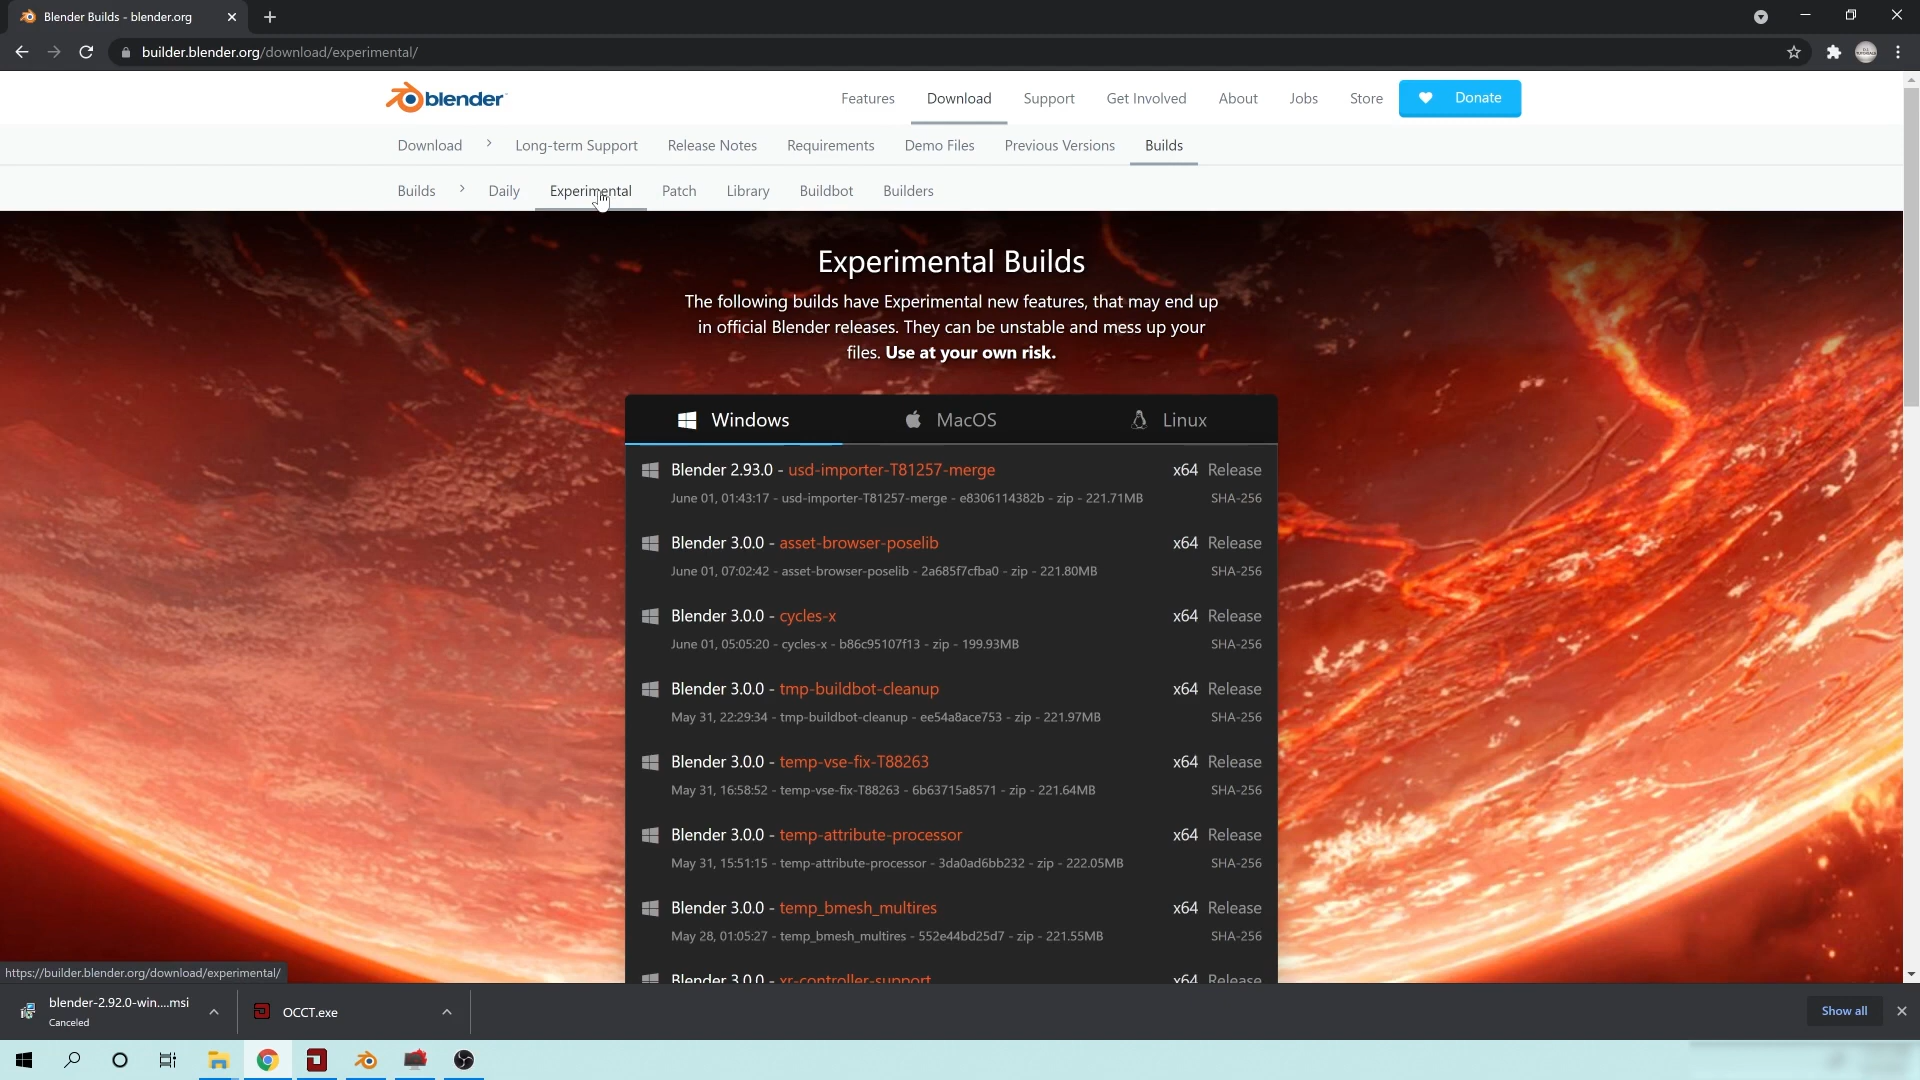 Blender Builds - blender.org
builder.blender.org/download/experimental/
blender
Features Download Support Get Involved About Jobs Store Donate
Download Long-term Support Release Notes Requirements Demo Files Previous Versions Builds
Builds Daily Experimental Patch Library Buildbot Builders
Experimental Builds
The following builds have Experimental new features, that may end up
in official Blender releases. They can be unstable and mess up your
files. Use at your own risk.
Windows MacOS Linux
Blender 2.93.0 - usd-importer-T81257-merge x64 Release
June 01, 01:43:17 - usd-importer-T81257-merge - e8306114382b - zip - 221.71MB SHA-256
Blender 3.0.0 - asset-browser-poselib x64 Release
June 01, 07:02:42 - asset-browser-poselib - 2a685f7cfba0 - zip - 221.80MB SHA-256
Blender 3.0.0 - cycles-x x64 Release
June 01, 05:05:20 - cycles-x - b86c95107f13 - zip - 199.93MB SHA-256
Blender 3.0.0 - tmp-buildbot-cleanup x64 Release
May 31, 22:29:34 - tmp-buildbot-cleanup - ee54a8ace753 - zip - 221.97MB SHA-256
Blender 3.0.0 - temp-vse-fix-T88263 x64 Release
May 31, 16:58:52 - temp-vse-fix-T88263 - 6b63715a8571 - zip - 221.64MB SHA-256
Blender 3.0.0 - temp-attribute-processor x64 Release
May 31, 15:51:15 - temp-attribute-processor - 3da0ad6bb232 - zip - 222.05MB SHA-256
Blender 3.0.0 - temp_bmesh_multires x64 Release
May 28, 01:05:27 - temp_bmesh_multires - 552e44bd25d7 - zip - 221.55MB SHA-256
Blender 3.0.0 - xr-controller-support x64 Release
https://builder.blender.org/download/experimental/
blender-2.92.0-win....msi
Canceled
OCCT.exe
Show all